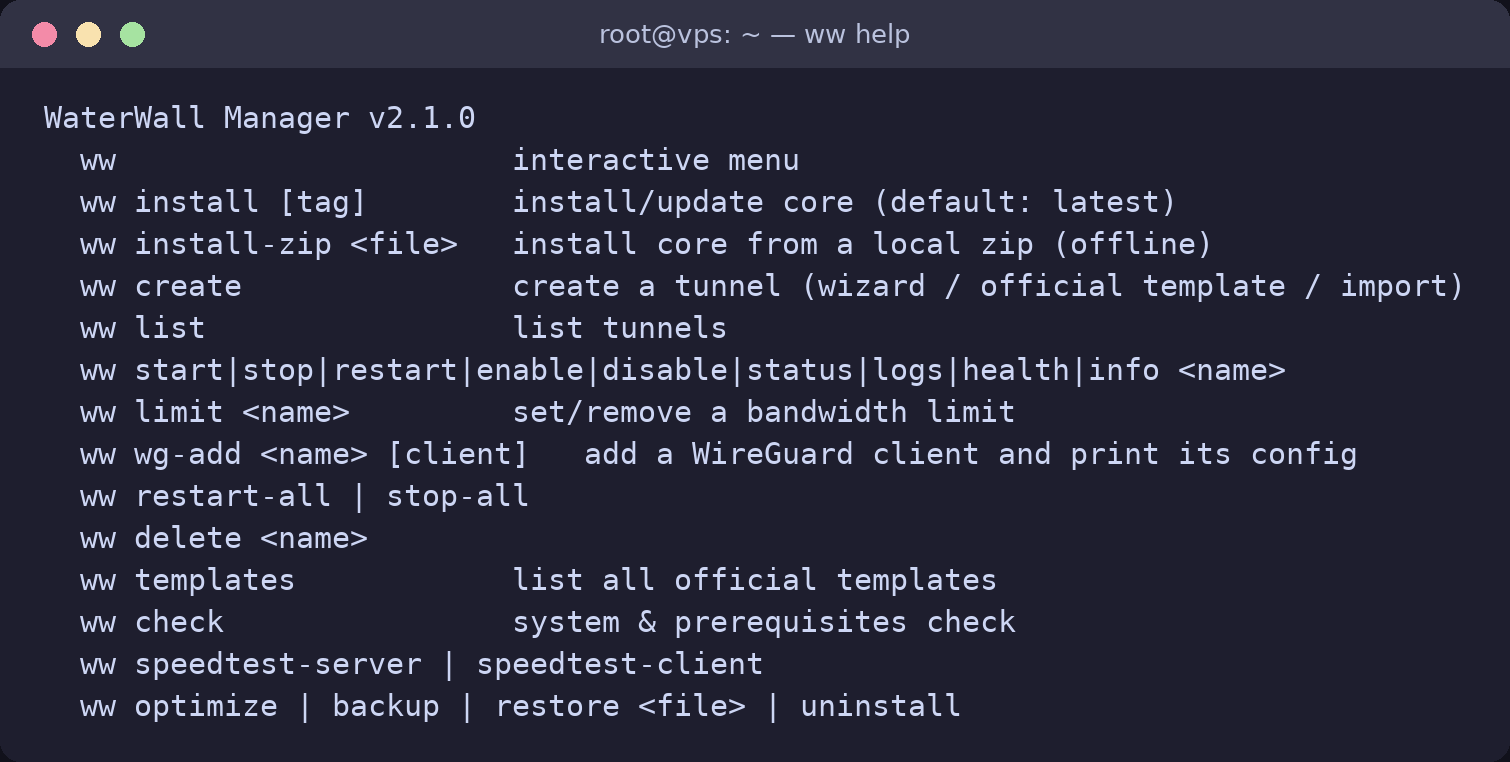 root@vps: ~ — ww help
WaterWall Manager v2.1.0
  ww                      interactive menu
  ww install [tag]        install/update core (default: latest)
  ww install-zip <file>   install core from a local zip (offline)
  ww create               create a tunnel (wizard / official template / import)
  ww list                 list tunnels
  ww start|stop|restart|enable|disable|status|logs|health|info <name>
  ww limit <name>         set/remove a bandwidth limit
  ww wg-add <name> [client]   add a WireGuard client and print its config
  ww restart-all | stop-all
  ww delete <name>
  ww templates            list all official templates
  ww check                system & prerequisites check
  ww speedtest-server | speedtest-client
  ww optimize | backup | restore <file> | uninstall